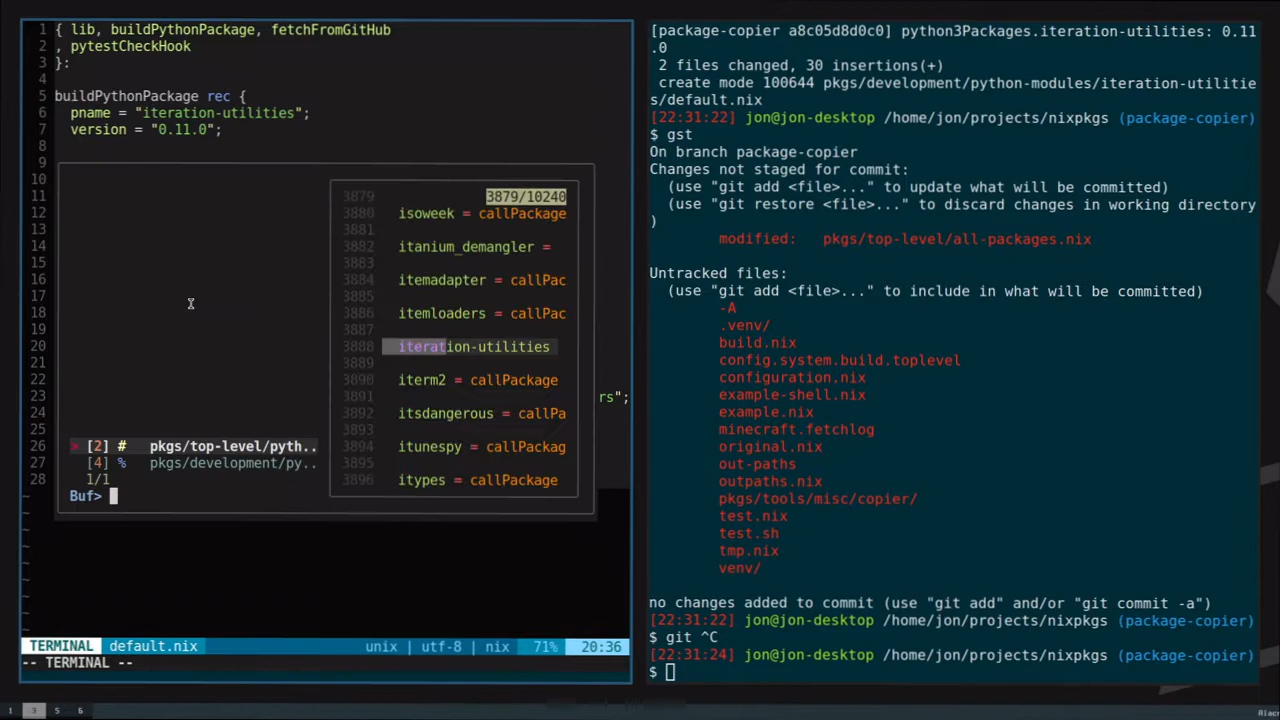 1 { lib, buildPythonPackage, fetchFromGitHub
2 , pytestCheckHook
3 }:
4
5 buildPythonPackage rec {
6 pname = "iteration-utilities";
7 version = "0.11.0";
8
9
10
11
12
13
14
15
16
17
18
19
20
21
22
23 rs";
24
25
26
27
28
3879 3879/10240
3880 isoweek = callPackage
3881
3882 itanium_demangler =
3883
3884 itemadapter = callPac
3885
3886 itemloaders = callPac
3887
3888 iteration-utilities
3889
3890 iterm2 = callPackage
3891
3892 itsdangerous = callPa
3893
3894 itunespy = callPackag
3895
3896 itypes = callPackage
> [2] # pkgs/top-level/pyth..
[4] % pkgs/development/py..
1/1
Buf>
~
~
~
~
~
~
~
~
~
TERMINAL default.nix unix | utf-8 | nix 71% 20:36
-- TERMINAL --
[package-copier a8c05d8d0c0] python3Packages.iteration-utilities: 0.11
.0
2 files changed, 30 insertions(+)
create mode 100644 pkgs/development/python-modules/iteration-utilitie
s/default.nix
[22:31:22] jon@jon-desktop /home/jon/projects/nixpkgs (package-copier)
$ gst
On branch package-copier
Changes not staged for commit:
(use "git add <file>..." to update what will be committed)
(use "git restore <file>..." to discard changes in working directory
)
modified: pkgs/top-level/all-packages.nix
Untracked files:
(use "git add <file>..." to include in what will be committed)
-A
.venv/
build.nix
config.system.build.toplevel
configuration.nix
example-shell.nix
example.nix
minecraft.fetchlog
original.nix
out-paths
outpaths.nix
pkgs/tools/misc/copier/
test.nix
test.sh
tmp.nix
venv/
no changes added to commit (use "git add" and/or "git commit -a")
[22:31:22] jon@jon-desktop /home/jon/projects/nixpkgs (package-copier)
$ git ^C
[22:31:24] jon@jon-desktop /home/jon/projects/nixpkgs (package-copier)
$
1 3 5 6